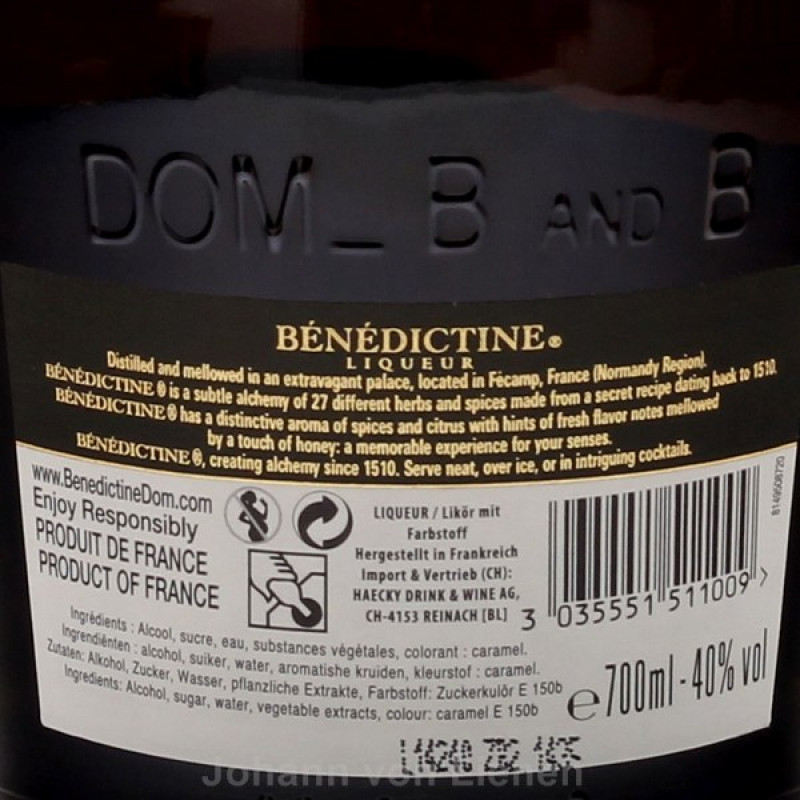 DOM_ B AND B
BÉNÉDICTINE®
LIQUEUR
Distilled and mellowed in an extravagant palace, located in Fécamp, France (Normandy Region).
BÉNÉDICTINE ® is a subtle alchemy of 27 different herbs and spices made from a secret recipe dating back to 1510.
BÉNÉDICTINE ® has a distinctive aroma of spices and citrus with hints of fresh flavor notes mellowed
by a touch of honey: a memorable experience for your senses.
BÉNÉDICTINE ®, creating alchemy since 1510. Serve neat, over ice, or in intriguing cocktails.
www.BenedictineDom.com
Enjoy Responsibly
PRODUIT DE FRANCE
PRODUCT OF FRANCE
LIQUEUR / Likör mit
Farbstoff
Hergestellt in Frankreich
Import & Vertrieb (CH):
HAECKY DRINK & WINE AG,
CH-4153 REINACH [BL]
3 035551 511009 >
8149508720
Ingrédients : Alcool, sucre, eau, substances végétales, colorant : caramel.
Ingrendiënten : alcohol, suiker, water, aromatishe kruiden, kleurstof : caramel.
Zutaten: Alkohol, Zucker, Wasser, pflanzliche Extrakte, Farbstoff: Zuckerkulör E 150b
Ingredients: Alcohol, sugar, water, vegetable extracts, colour: caramel E 150b
e 700ml - 40% vol
Johann von Eichen